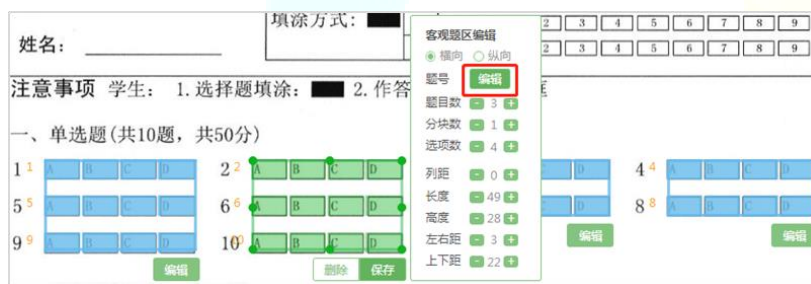 填涂方式:
2 3 4 5 6 7 8 9
姓名:
2 3 4 5 6 7 8 9
注意事项 学生: 1.选择题填涂: 2.作答 框
一、单选题(共10题, 共50分)
1 1 A B C D
2 2 A B C D
D
4 4 A B C D
5 5 A B C D
6 6 A B C D
D
8 8 A B C D
9 9 A B C D
10 A B C D
编辑
编辑
编辑
删除 保存
客观题区编辑
横向 纵向
题号 编辑
题目数 - 3 +
分块数 - 1 +
选项数 - 4 +
列距 - 0 +
长度 - 49 +
高度 - 28 +
左右距 - 3 +
上下距 - 22 +